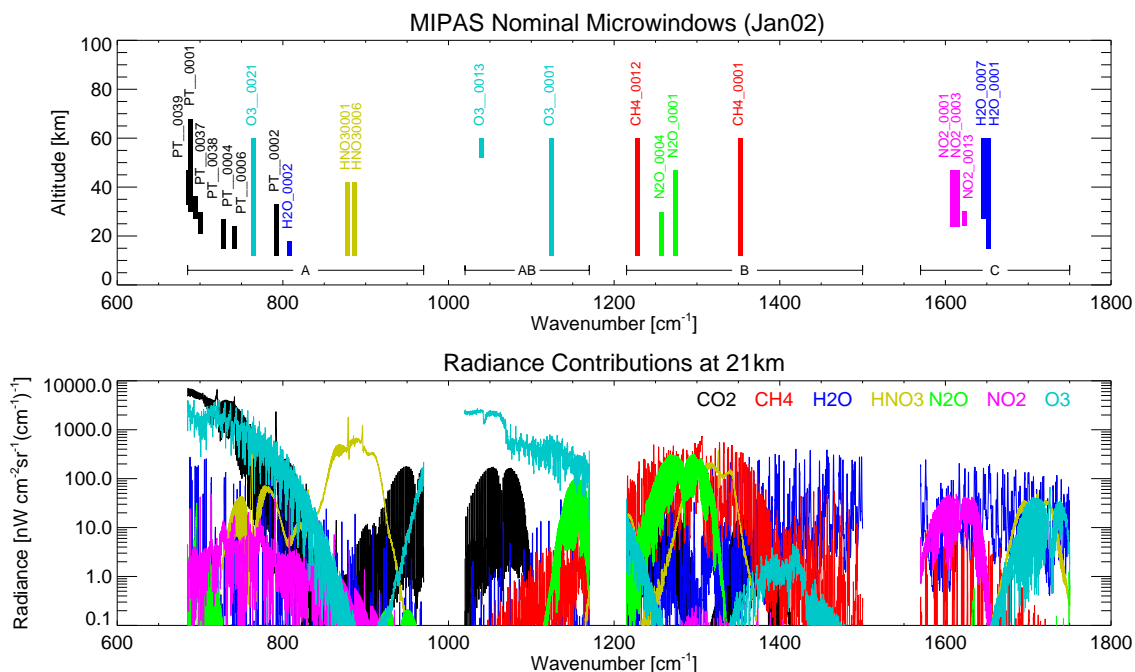 MIPAS Nominal Microwindows (Jan02)
100
80
60
40
20
0
Altitude [km]
PT__0039
PT__0001
PT__0037
PT__0038
PT__0004
PT__0006
O3__0021
PT__0002
H2O_0002
HNO30001
HNO30006
O3__0013
O3__0001
CH4_0012
N2O_0004
N2O_0001
CH4_0001
NO2_0001
NO2_0003
NO2_0013
H2O_0007
H2O_0001
A
AB
B
C
600 800 1000 1200 1400 1600 1800
Wavenumber [cm⁻¹]
Radiance Contributions at 21km
10000.0
1000.0
100.0
10.0
1.0
0.1
Radiance [nW cm⁻²sr⁻¹(cm⁻¹)⁻¹]
CO2 CH4 H2O HNO3 N2O NO2 O3
600 800 1000 1200 1400 1600 1800
Wavenumber [cm⁻¹]